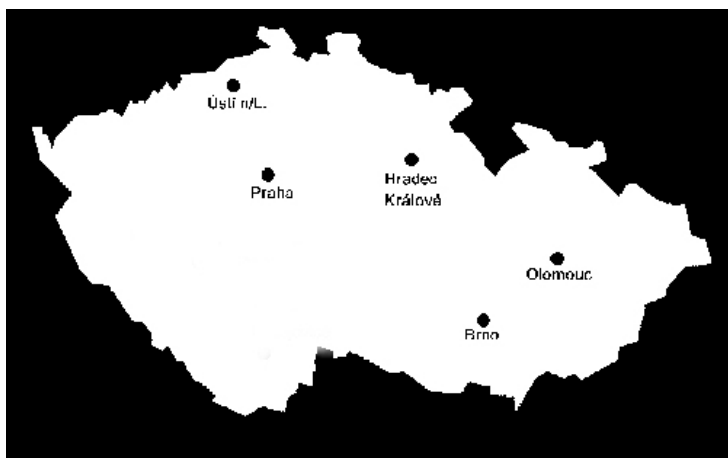 Ústí n/L.
Praha
Hradec
Králové
Olomouc
Brno